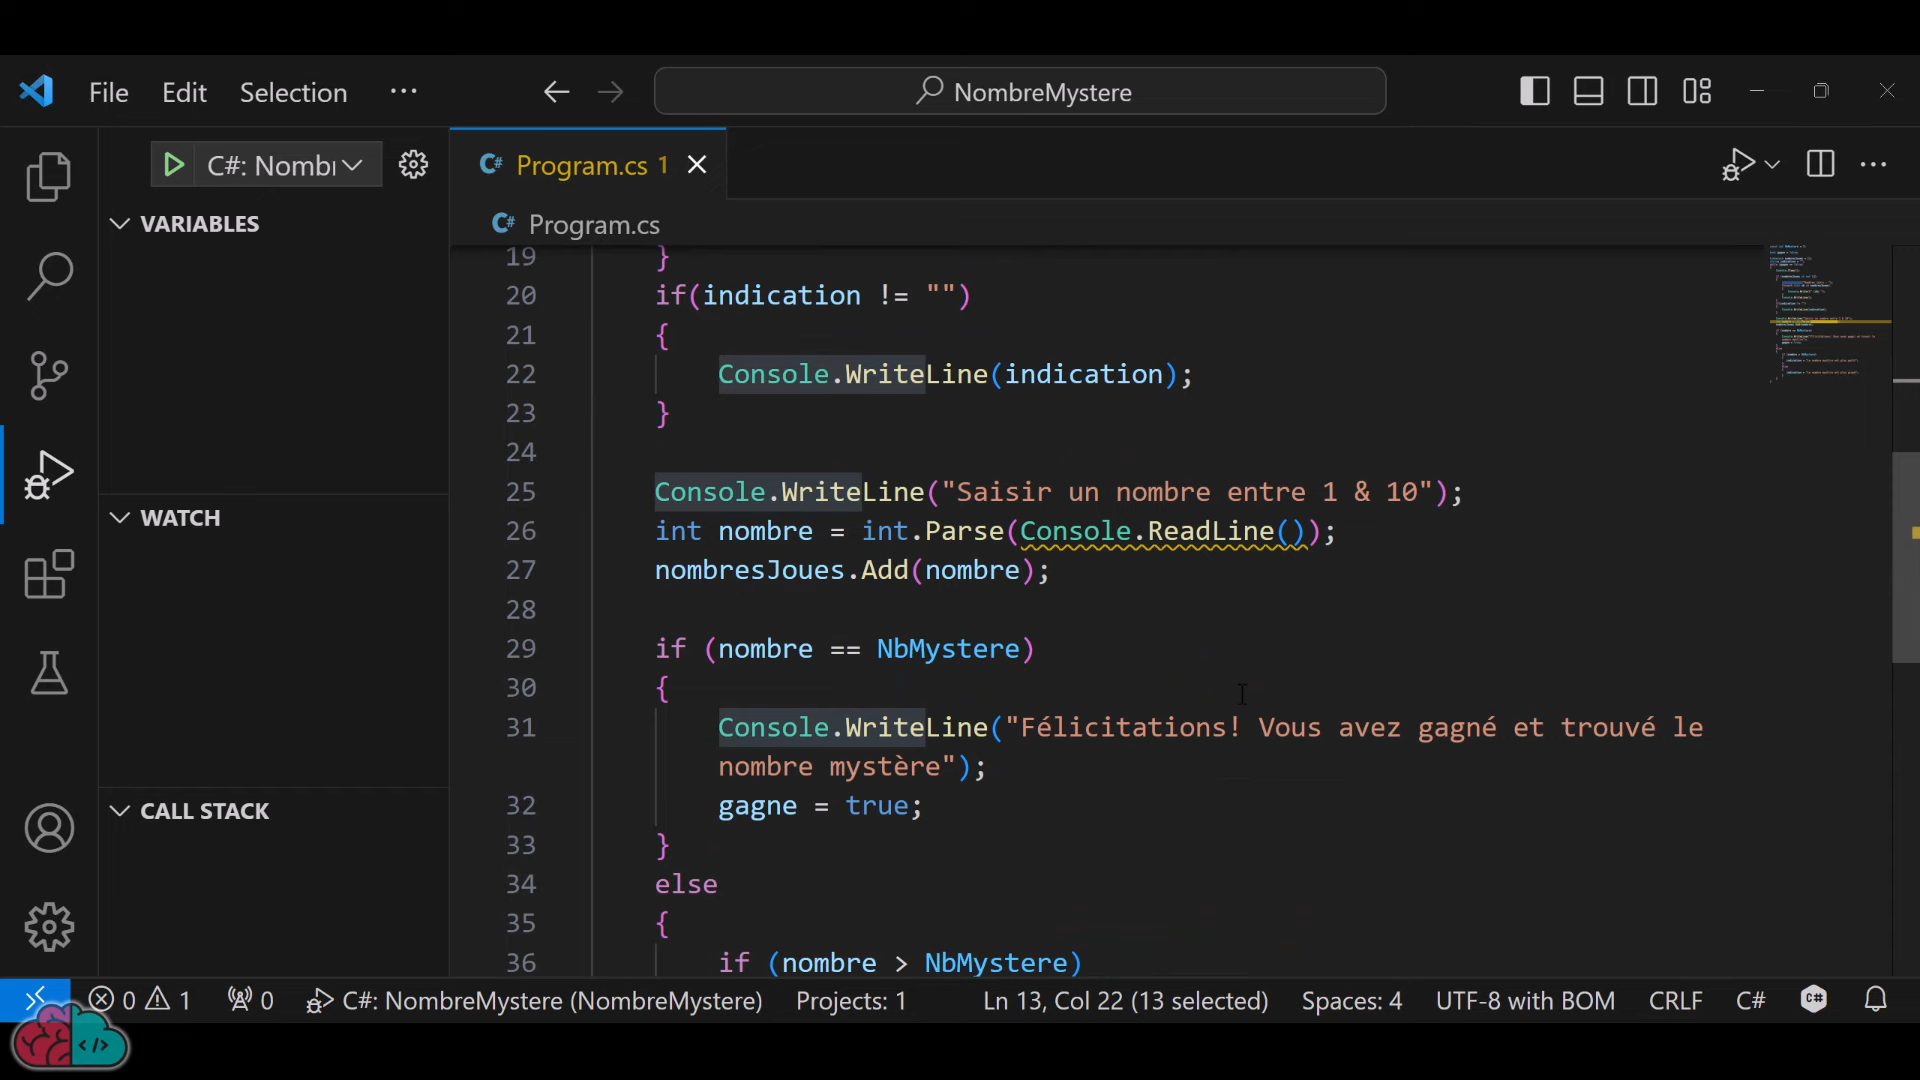 File Edit Selection ··· NombreMystere
C#: Nombr
Program.cs 1
VARIABLES
Program.cs
19 }
20 if(indication != "")
21 {
22 Console.WriteLine(indication);
23 }
24
25 Console.WriteLine("Saisir un nombre entre 1 & 10");
26 int nombre = int.Parse(Console.ReadLine());
27 nombresJoues.Add(nombre);
28
29 if (nombre == NbMystere)
30 {
31 Console.WriteLine("Félicitations! Vous avez gagné et trouvé le
nombre mystère");
32 gagne = true;
33 }
34 else
35 {
36 if (nombre > NbMystere)
WATCH
CALL STACK
0 1 0 C#: NombreMystere (NombreMystere) Projects: 1 Ln 13, Col 22 (13 selected) Spaces: 4 UTF-8 with BOM CRLF C#
</>